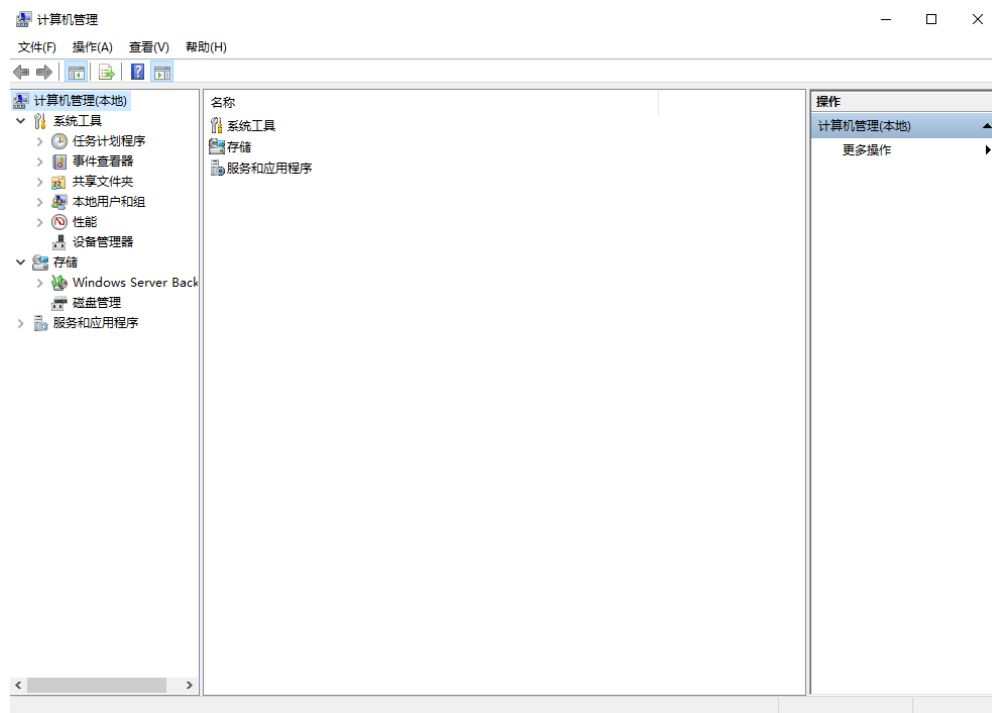 计算机管理
文件(F) 操作(A) 查看(V) 帮助(H)
计算机管理(本地)
系统工具
任务计划程序
事件查看器
共享文件夹
本地用户和组
性能
设备管理器
存储
Windows Server Back
磁盘管理
服务和应用程序
名称
系统工具
存储
服务和应用程序
操作
计算机管理(本地)
更多操作